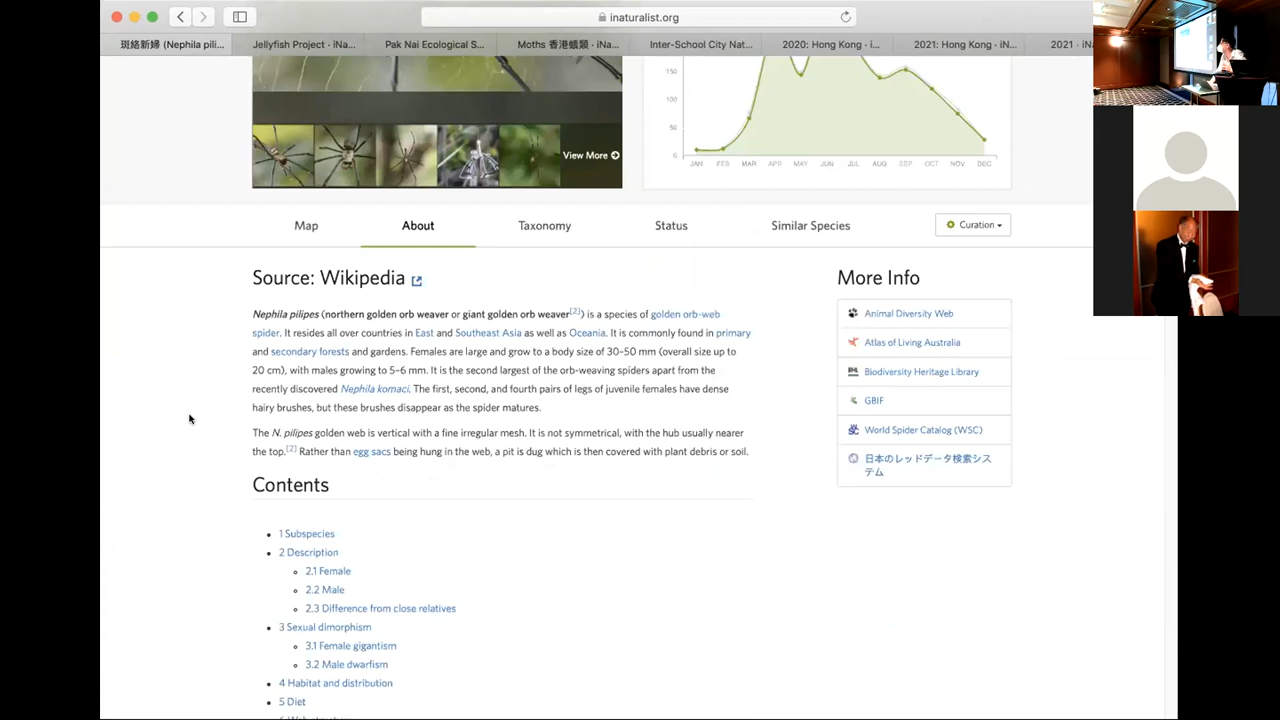 inaturalist.org
斑絡新婦 (Nephila pili...
Jellyfish Project · iNa...
Pak Nai Ecological S...
Moths 香港蛾類 · iNa...
Inter-School City Nat...
2020: Hong Kong · i...
2021: Hong Kong · iN...
2021 · iNa
150
100
50
0
JAN FEB MAR APR MAY JUN JUL AUG SEP OCT NOV DEC
View More
Map
About
Taxonomy
Status
Similar Species
Curation
Source: Wikipedia
Nephila pilipes (northern golden orb weaver or giant golden orb weaver[2]) is a species of golden orb-web
spider. It resides all over countries in East and Southeast Asia as well as Oceania. It is commonly found in primary
and secondary forests and gardens. Females are large and grow to a body size of 30–50 mm (overall size up to
20 cm), with males growing to 5–6 mm. It is the second largest of the orb-weaving spiders apart from the
recently discovered Nephila komaci. The first, second, and fourth pairs of legs of juvenile females have dense
hairy brushes, but these brushes disappear as the spider matures.
The N. pilipes golden web is vertical with a fine irregular mesh. It is not symmetrical, with the hub usually nearer
the top.[2] Rather than egg sacs being hung in the web, a pit is dug which is then covered with plant debris or soil.
Contents
1 Subspecies
2 Description
2.1 Female
2.2 Male
2.3 Difference from close relatives
3 Sexual dimorphism
3.1 Female gigantism
3.2 Male dwarfism
4 Habitat and distribution
5 Diet
More Info
Animal Diversity Web
Atlas of Living Australia
Biodiversity Heritage Library
GBIF
World Spider Catalog (WSC)
日本のレッドデータ検索シス
テム